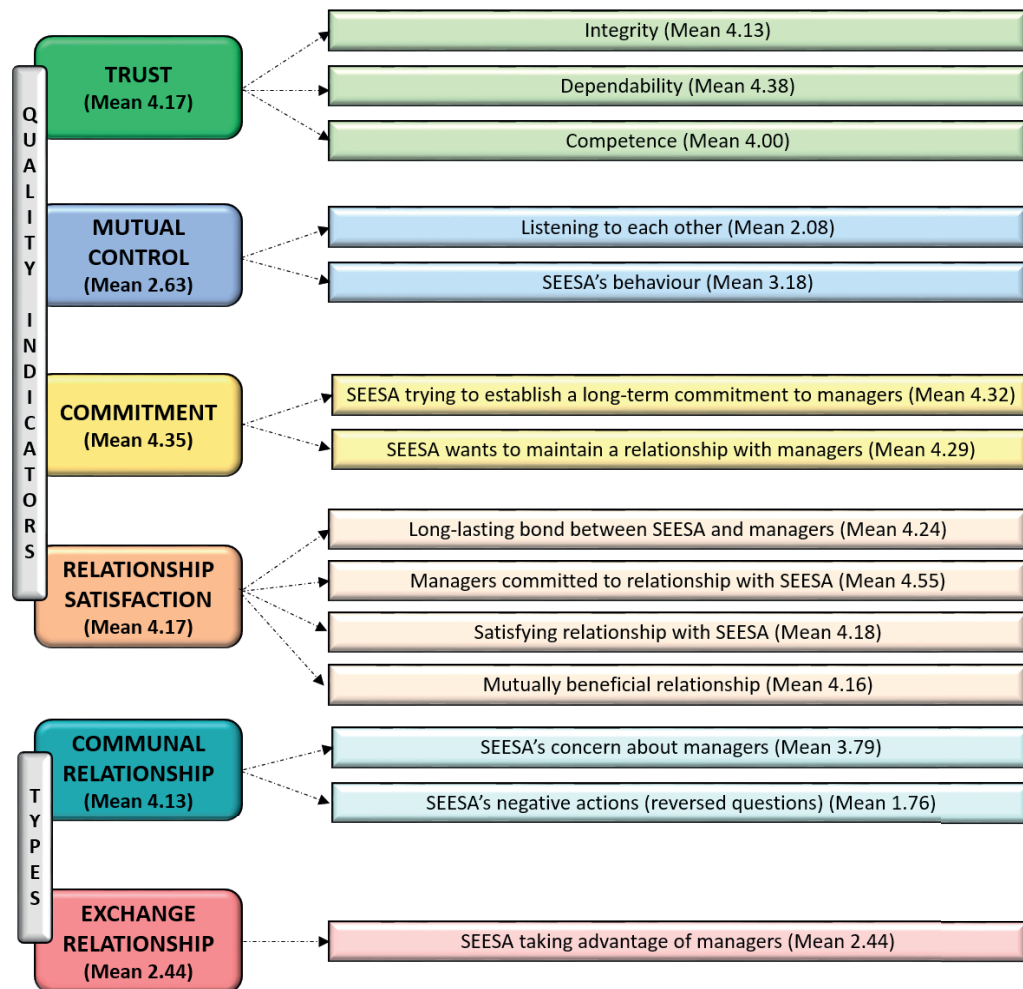 QUALITY INDICATORS
TRUST
(Mean 4.17)
Integrity (Mean 4.13)
Dependability (Mean 4.38)
Competence (Mean 4.00)
MUTUAL
CONTROL
(Mean 2.63)
Listening to each other (Mean 2.08)
SEESA's behaviour (Mean 3.18)
COMMITMENT
(Mean 4.35)
SEESA trying to establish a long-term commitment to managers (Mean 4.32)
SEESA wants to maintain a relationship with managers (Mean 4.29)
RELATIONSHIP
SATISFACTION
(Mean 4.17)
Long-lasting bond between SEESA and managers (Mean 4.24)
Managers committed to relationship with SEESA (Mean 4.55)
Satisfying relationship with SEESA (Mean 4.18)
Mutually beneficial relationship (Mean 4.16)
TYPES
COMMUNAL
RELATIONSHIP
(Mean 4.13)
SEESA's concern about managers (Mean 3.79)
SEESA's negative actions (reversed questions) (Mean 1.76)
EXCHANGE
RELATIONSHIP
(Mean 2.44)
SEESA taking advantage of managers (Mean 2.44)